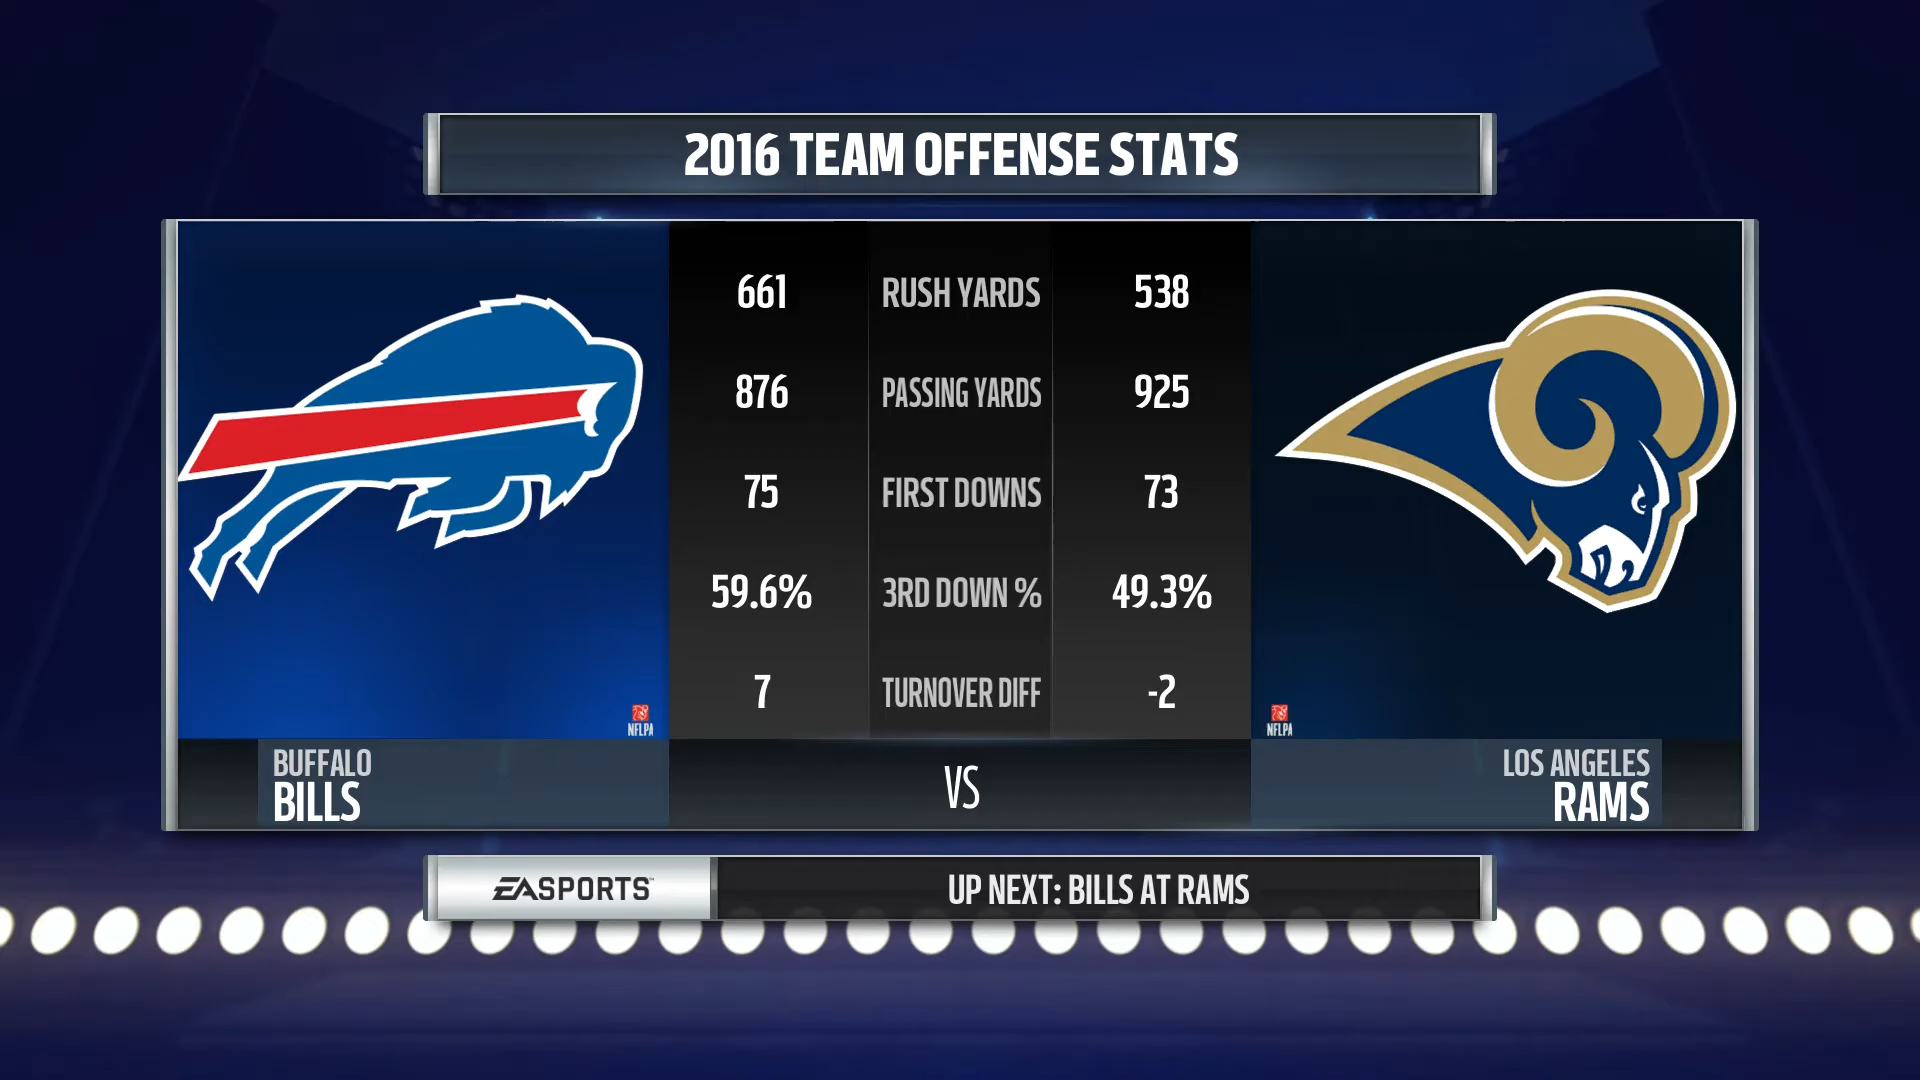 2016 TEAM OFFENSE STATS
661 RUSH YARDS 538
876 PASSING YARDS 925
75 FIRST DOWNS 73
59.6% 3RD DOWN % 49.3%
7 TURNOVER DIFF -2
NFLPA
NFLPA
BUFFALO
BILLS
VS
LOS ANGELES
RAMS
EA SPORTS™
UP NEXT: BILLS AT RAMS